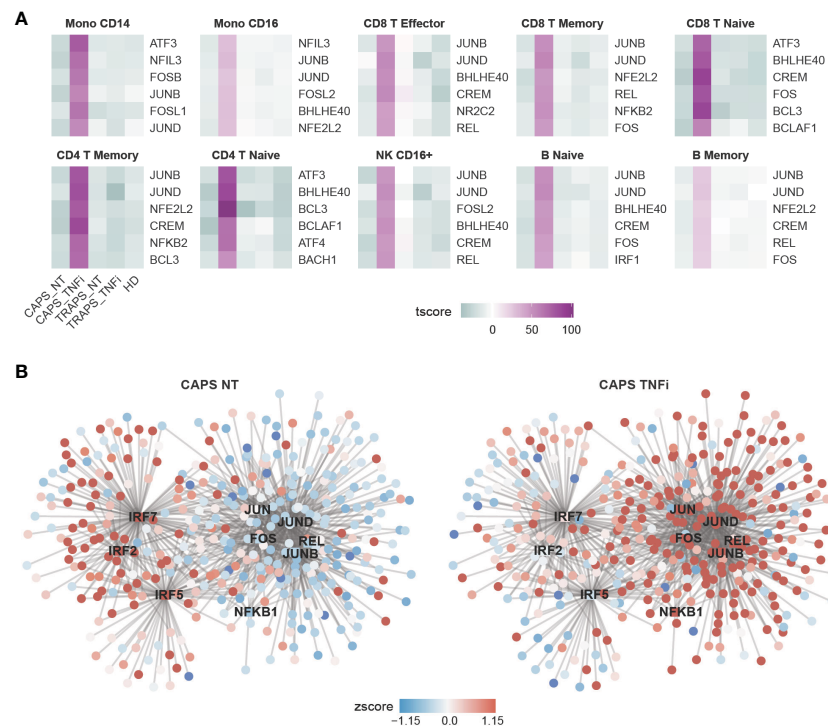 A
Mono CD14
ATF3
NFIL3
FOSB
JUNB
FOSL1
JUND
Mono CD16
NFIL3
JUNB
JUND
FOSL2
BHLHE40
NFE2L2
CD8 T Effector
JUNB
JUND
BHLHE40
CREM
NR2C2
REL
CD8 T Memory
JUNB
JUND
NFE2L2
REL
NFKB2
FOS
CD8 T Naive
ATF3
BHLHE40
CREM
FOS
BCL3
BCLAF1
CD4 T Memory
JUNB
JUND
NFE2L2
CREM
NFKB2
BCL3
CD4 T Naive
ATF3
BHLHE40
BCL3
BCLAF1
ATF4
BACH1
NK CD16+
JUNB
JUND
FOSL2
BHLHE40
CREM
REL
B Naive
JUNB
JUND
BHLHE40
CREM
FOS
IRF1
B Memory
JUNB
JUND
NFE2L2
CREM
REL
FOS
CAPS_NT
CAPS_TNFi
TRAPS_NT
TRAPS_TNFi
HD
tscore
0 50 100
B
CAPS NT
IRF7
IRF2
IRF5
JUN
JUND
FOS
REL
JUNB
NFKB1
CAPS TNFi
IRF7
IRF2
IRF5
JUN
JUND
FOS
REL
JUNB
NFKB1
zscore
−1.15 0.0 1.15